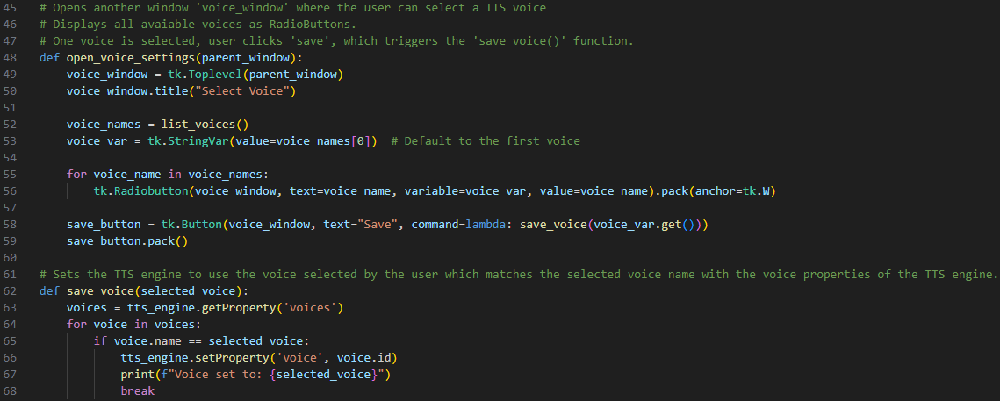 45 # Opens another window 'voice_window' where the user can select a TTS voice
46 # Displays all avaiable voices as RadioButtons.
47 # One voice is selected, user clicks 'save', which triggers the 'save_voice()' function.
48 def open_voice_settings(parent_window):
49     voice_window = tk.Toplevel(parent_window)
50     voice_window.title("Select Voice")
51
52     voice_names = list_voices()
53     voice_var = tk.StringVar(value=voice_names[0])  # Default to the first voice
54
55     for voice_name in voice_names:
56         tk.Radiobutton(voice_window, text=voice_name, variable=voice_var, value=voice_name).pack(anchor=tk.W)
57
58     save_button = tk.Button(voice_window, text="Save", command=lambda: save_voice(voice_var.get()))
59     save_button.pack()
60
61 # Sets the TTS engine to use the voice selected by the user which matches the selected voice name with the voice properties of the TTS engine.
62 def save_voice(selected_voice):
63     voices = tts_engine.getProperty('voices')
64     for voice in voices:
65         if voice.name == selected_voice:
66             tts_engine.setProperty('voice', voice.id)
67             print(f"Voice set to: {selected_voice}")
68             break